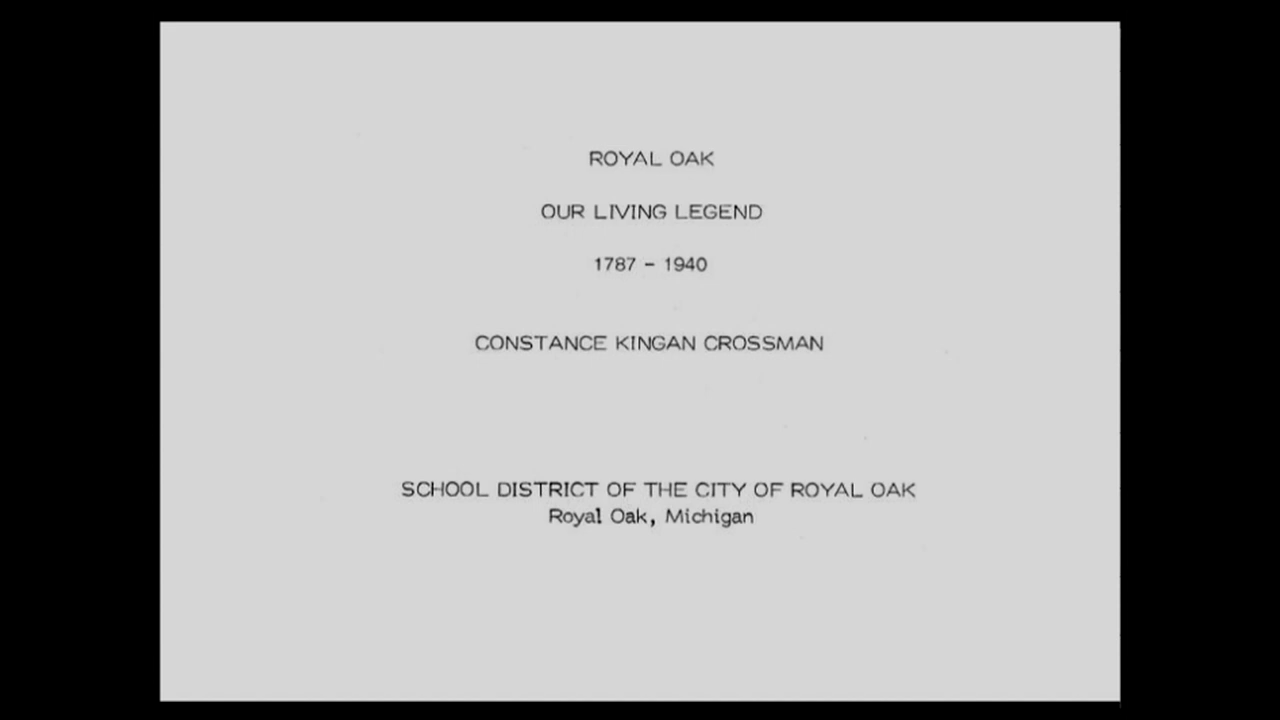 ROYAL OAK
OUR LIVING LEGEND
1787 - 1940
CONSTANCE KINGAN CROSSMAN
SCHOOL DISTRICT OF THE CITY OF ROYAL OAK
Royal Oak, Michigan